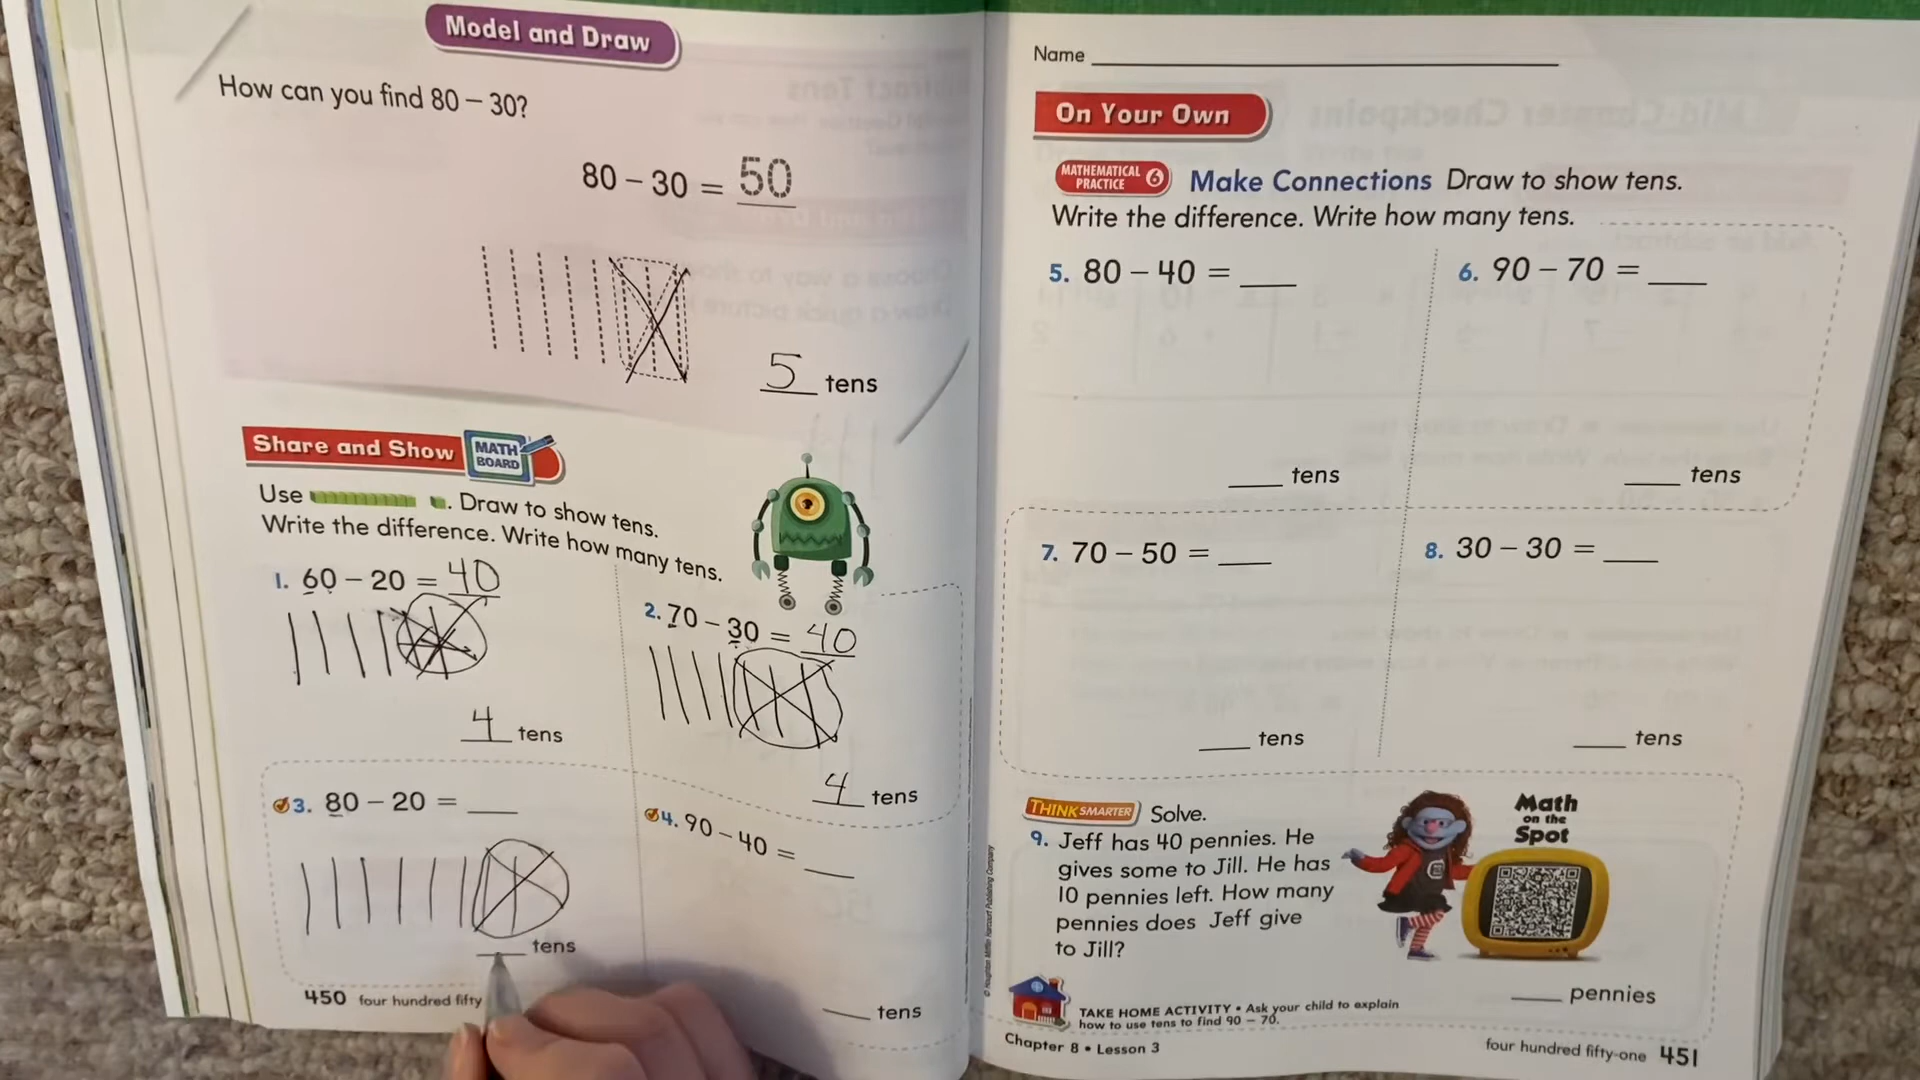 Model and Draw
How can you find 80 – 30?
80 – 30 = 50
5 tens
Share and Show MATH BOARD
Use . Draw to show tens.
Write the difference. Write how many tens.
1. 60 – 20 = 40
4 tens
2. 70 – 30 = 40
4 tens
3. 80 – 20 = ___
___ tens
4. 90 – 40 = ___
___ tens
450 four hundred fifty
© Houghton Mifflin Harcourt Publishing Company
Name ___
On Your Own
MATHEMATICAL PRACTICE 6 Make Connections Draw to show tens.
Write the difference. Write how many tens.
5. 80 – 40 = ___
___ tens
6. 90 – 70 = ___
___ tens
7. 70 – 50 = ___
___ tens
8. 30 – 30 = ___
___ tens
THINK SMARTER Solve.
9. Jeff has 40 pennies. He
gives some to Jill. He has
10 pennies left. How many
pennies does Jeff give
to Jill?
Math
on the
Spot
___ pennies
TAKE HOME ACTIVITY • Ask your child to explain
how to use tens to find 90 – 70.
Chapter 8 • Lesson 3
four hundred fifty-one 451